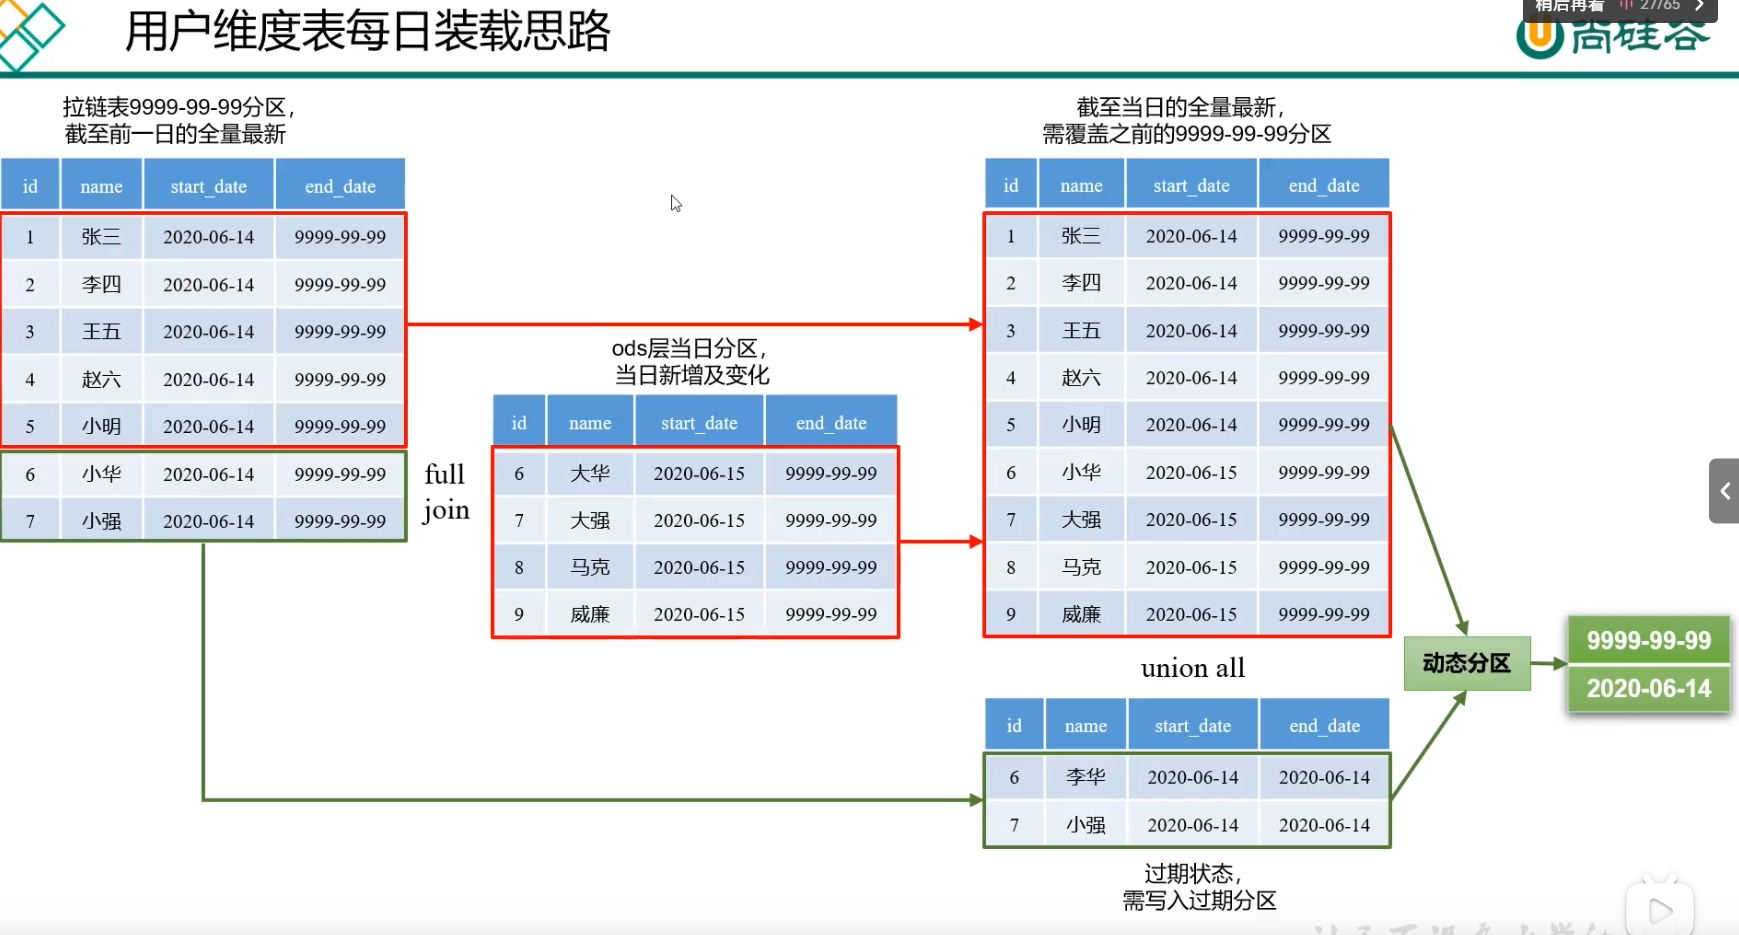 稍后再看 27/65
用户维度表每日装载思路
尚硅谷
拉链表9999-99-99分区，
截至前一日的全量最新
id name start_date end_date
1 张三 2020-06-14 9999-99-99
2 李四 2020-06-14 9999-99-99
3 王五 2020-06-14 9999-99-99
4 赵六 2020-06-14 9999-99-99
5 小明 2020-06-14 9999-99-99
6 小华 2020-06-14 9999-99-99
7 小强 2020-06-14 9999-99-99
full
join
ods层当日分区，
当日新增及变化
id name start_date end_date
6 大华 2020-06-15 9999-99-99
7 大强 2020-06-15 9999-99-99
8 马克 2020-06-15 9999-99-99
9 威廉 2020-06-15 9999-99-99
截至当日的全量最新，
需覆盖之前的9999-99-99分区
id name start_date end_date
1 张三 2020-06-14 9999-99-99
2 李四 2020-06-14 9999-99-99
3 王五 2020-06-14 9999-99-99
4 赵六 2020-06-14 9999-99-99
5 小明 2020-06-14 9999-99-99
6 小华 2020-06-15 9999-99-99
7 大强 2020-06-15 9999-99-99
8 马克 2020-06-15 9999-99-99
9 威廉 2020-06-15 9999-99-99
union all
id name start_date end_date
6 李华 2020-06-14 2020-06-14
7 小强 2020-06-14 2020-06-14
过期状态，
需写入过期分区
动态分区
9999-99-99
2020-06-14